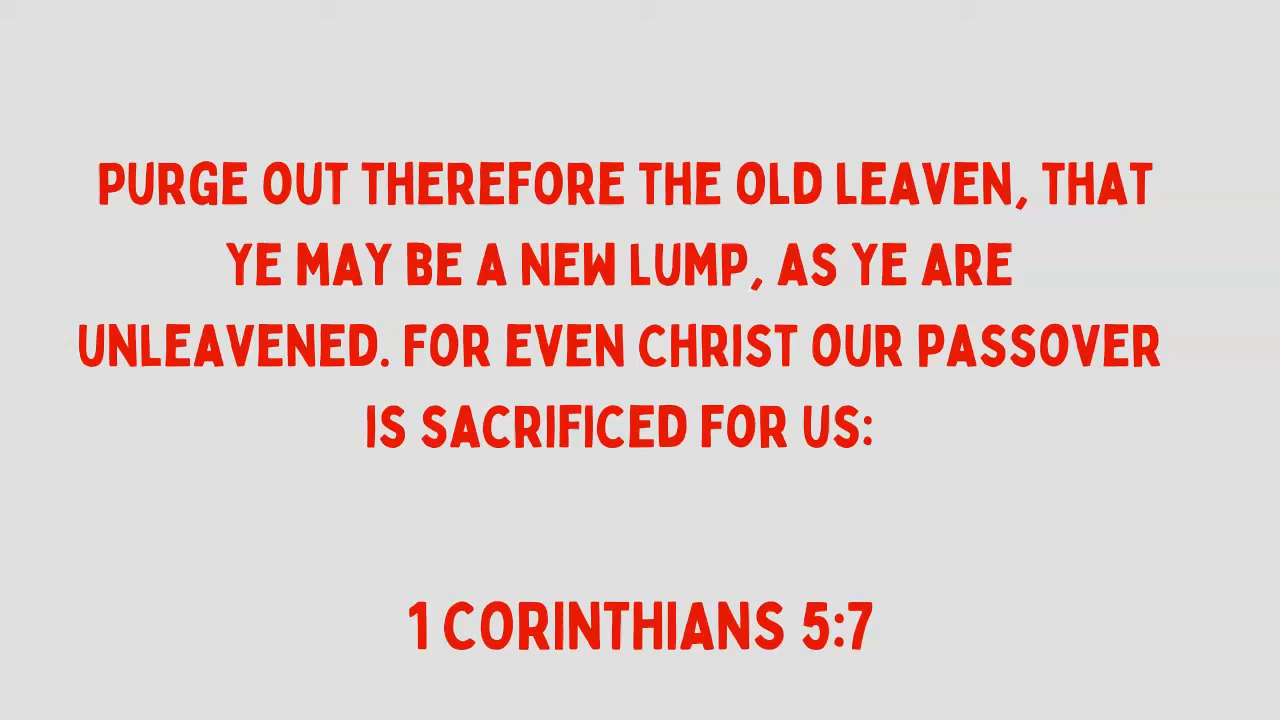 PURGE OUT THEREFORE THE OLD LEAVEN, THAT
YE MAY BE A NEW LUMP, AS YE ARE
UNLEAVENED. FOR EVEN CHRIST OUR PASSOVER
IS SACRIFICED FOR US:
1 CORINTHIANS 5:7